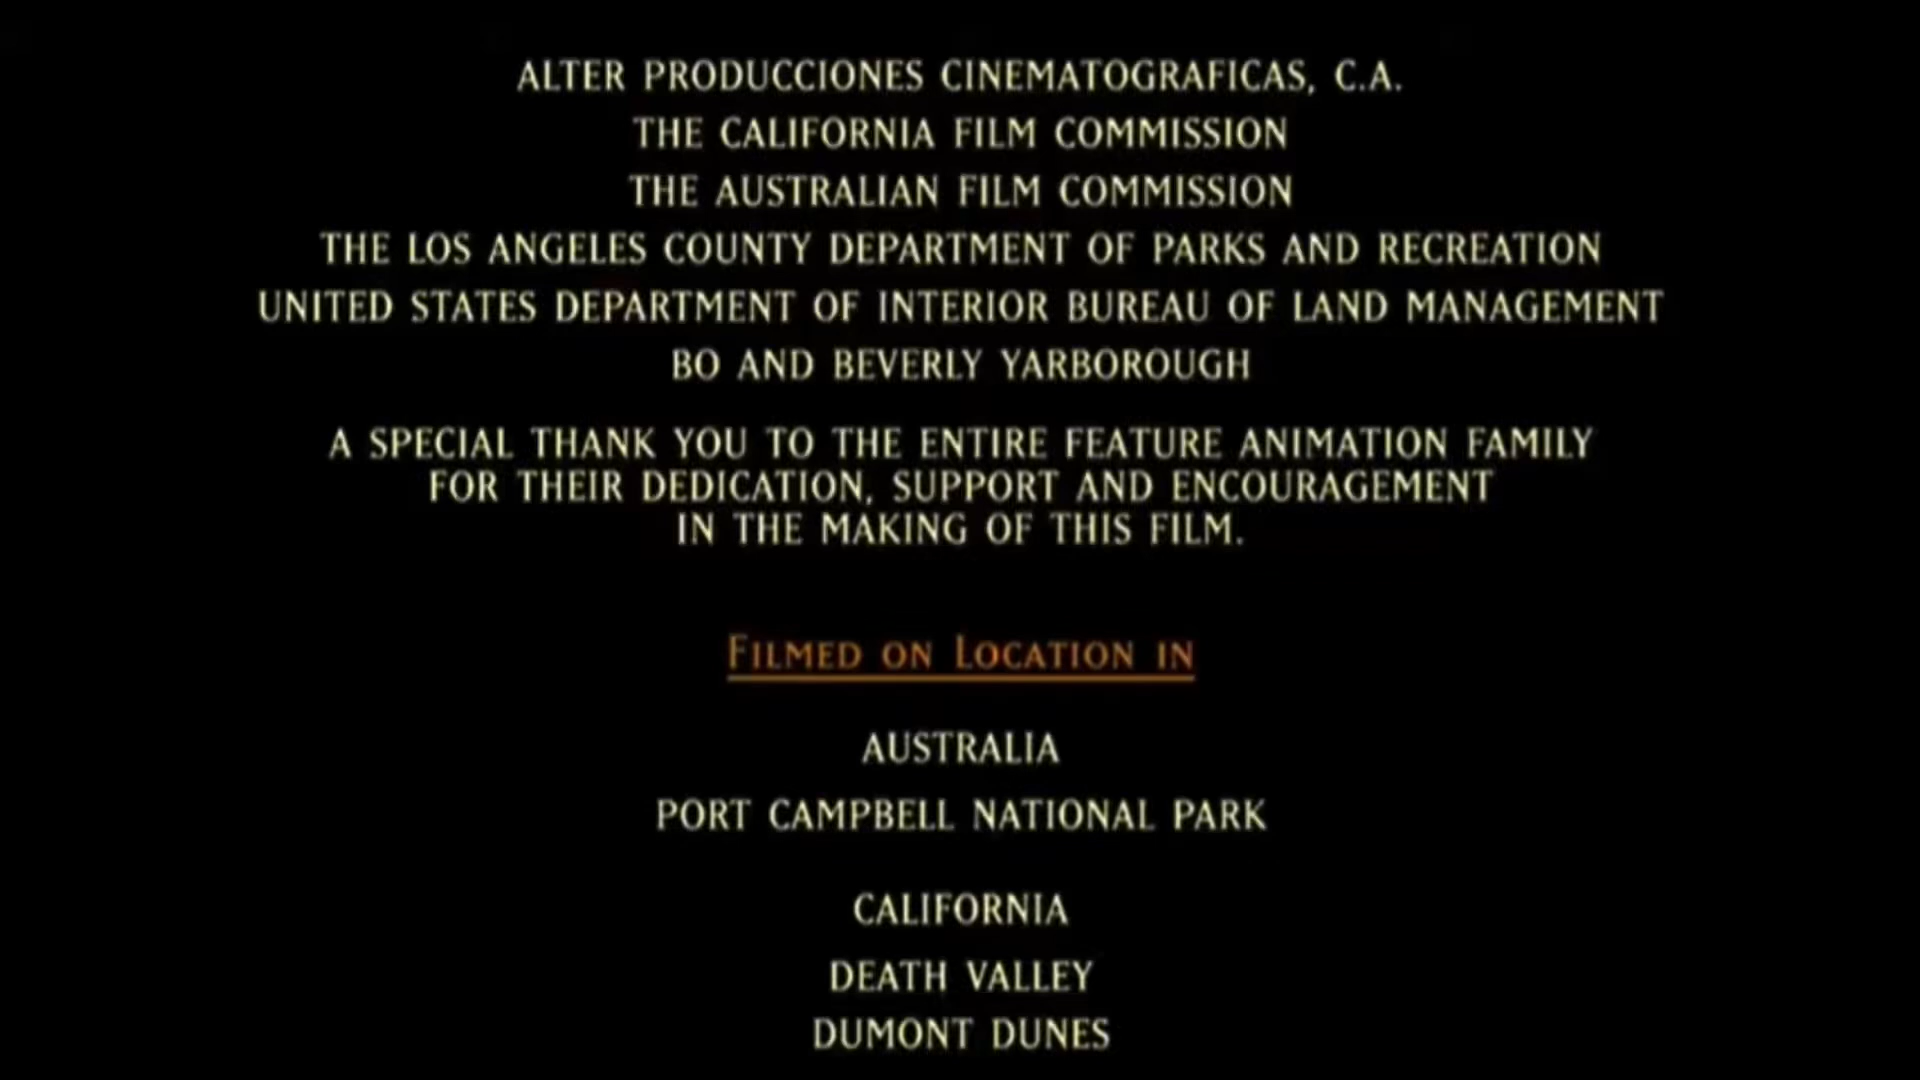 ALTER PRODUCCIONES CINEMATOGRAFICAS, C.A.
THE CALIFORNIA FILM COMMISSION
THE AUSTRALIAN FILM COMMISSION
THE LOS ANGELES COUNTY DEPARTMENT OF PARKS AND RECREATION
UNITED STATES DEPARTMENT OF INTERIOR BUREAU OF LAND MANAGEMENT
BO AND BEVERLY YARBOROUGH
A SPECIAL THANK YOU TO THE ENTIRE FEATURE ANIMATION FAMILY
FOR THEIR DEDICATION, SUPPORT AND ENCOURAGEMENT
IN THE MAKING OF THIS FILM.
FILMED ON LOCATION IN
AUSTRALIA
PORT CAMPBELL NATIONAL PARK
CALIFORNIA
DEATH VALLEY
DUMONT DUNES